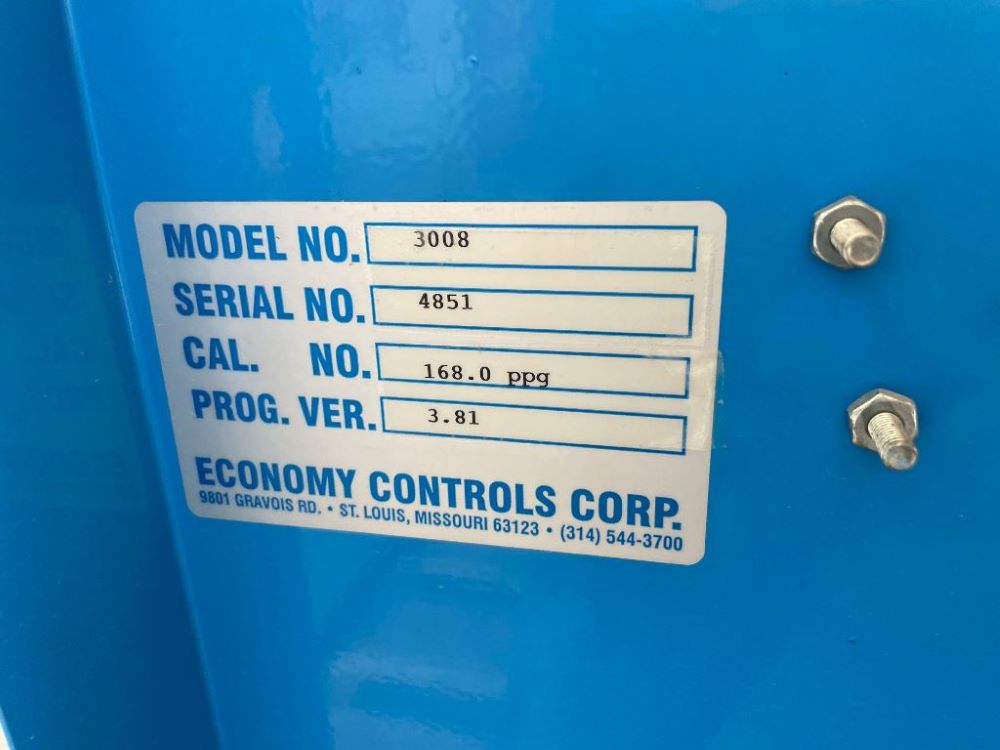 MODEL NO. 3008
SERIAL NO. 4851
CAL. NO. 168.0 ppg
PROG. VER. 3.81
ECONOMY CONTROLS CORP.
9801 GRAVOIS RD. • ST. LOUIS, MISSOURI 63123 • (314) 544-3700